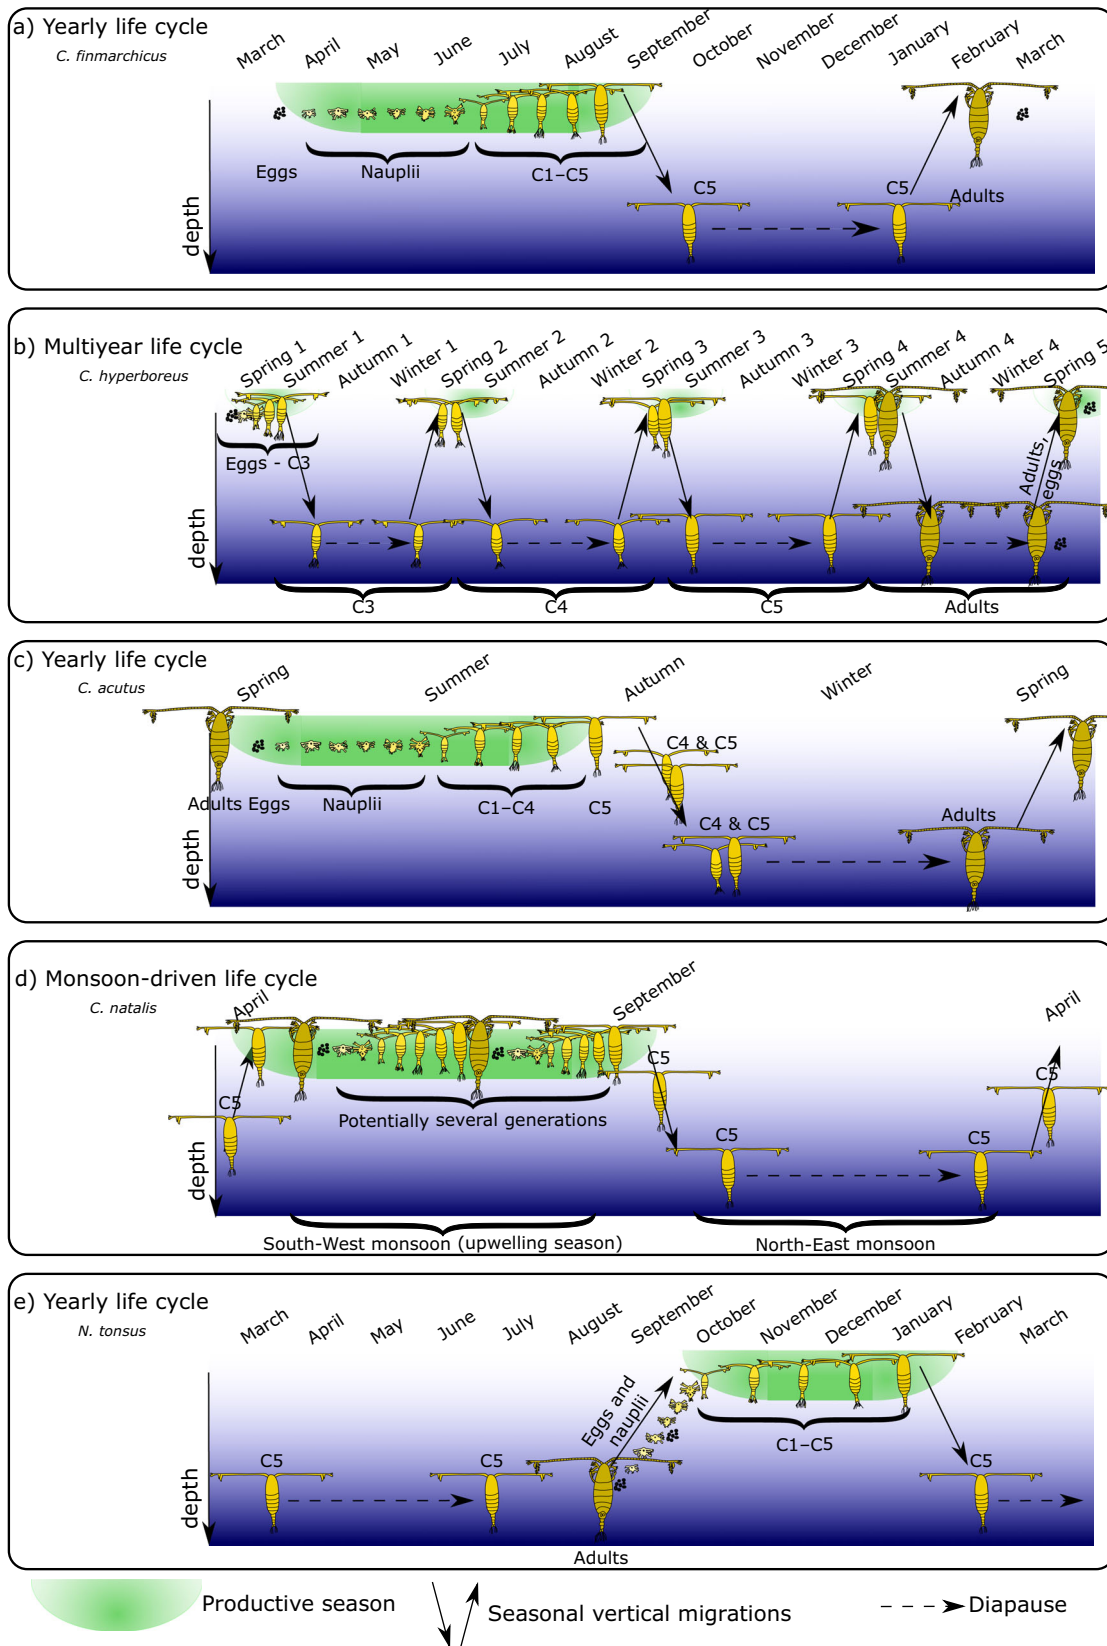 a) Yearly life cycle
C. finmarchicus
March April May June July August September October November December January February March
Eggs Nauplii C1–C5 C5 C5 Adults
depth
b) Multiyear life cycle
C. hyperboreus
Spring 1 Summer 1 Autumn 1 Winter 1 Spring 2 Summer 2 Autumn 2 Winter 2 Spring 3 Summer 3 Autumn 3 Winter 3 Spring 4 Summer 4 Autumn 4 Winter 4 Spring 5
Eggs - C3
Adults, eggs
depth
C3 C4 C5 Adults
c) Yearly life cycle
C. acutus
Spring Summer Autumn Winter Spring
C4 & C5
Adults Eggs Nauplii C1–C4 C5
C4 & C5 Adults
depth
d) Monsoon-driven life cycle
C. natalis
April September April
C5 C5 C5
Potentially several generations
C5 C5
depth
South-West monsoon (upwelling season) North-East monsoon
e) Yearly life cycle
N. tonsus
March April May June July August September October November December January February March
Eggs and nauplii
C1–C5
C5 C5 C5
depth
Adults
Productive season Seasonal vertical migrations Diapause